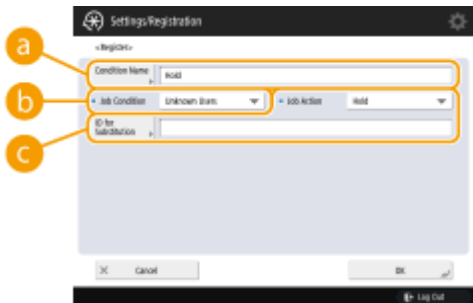 Settings/Registration
<Register>
a
Condition Name
Hold
b
Job Condition
Unknown Users
Job Action
Hold
c
ID for
Substitution
Cancel
OK
Log Out